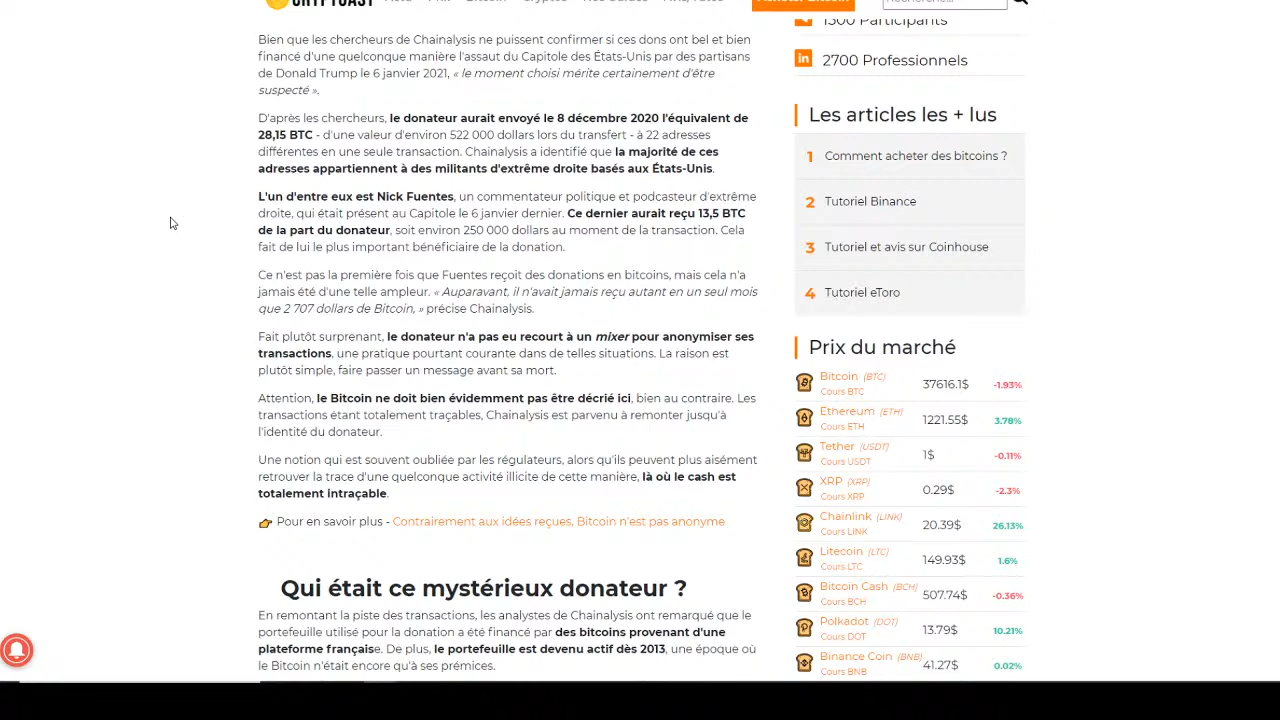 CRYPTOAST Actu Prix Bitcoin Cryptos Nos Guides Avis/Tutos Acheter Bitcoin Recherche...
Bien que les chercheurs de Chainalysis ne puissent confirmer si ces dons ont bel et bien
financé d'une quelconque manière l'assaut du Capitole des États-Unis par des partisans
de Donald Trump le 6 janvier 2021, « le moment choisi mérite certainement d'être
suspecté ».
D'après les chercheurs, le donateur aurait envoyé le 8 décembre 2020 l'équivalent de
28,15 BTC - d'une valeur d'environ 522 000 dollars lors du transfert - à 22 adresses
différentes en une seule transaction. Chainalysis a identifié que la majorité de ces
adresses appartiennent à des militants d'extrême droite basés aux États-Unis.
L'un d'entre eux est Nick Fuentes, un commentateur politique et podcasteur d'extrême
droite, qui était présent au Capitole le 6 janvier dernier. Ce dernier aurait reçu 13,5 BTC
de la part du donateur, soit environ 250 000 dollars au moment de la transaction. Cela
fait de lui le plus important bénéficiaire de la donation.
Ce n'est pas la première fois que Fuentes reçoit des donations en bitcoins, mais cela n'a
jamais été d'une telle ampleur. « Auparavant, il n'avait jamais reçu autant en un seul mois
que 2 707 dollars de Bitcoin, » précise Chainalysis.
Fait plutôt surprenant, le donateur n'a pas eu recourt à un mixer pour anonymiser ses
transactions, une pratique pourtant courante dans de telles situations. La raison est
plutôt simple, faire passer un message avant sa mort.
Attention, le Bitcoin ne doit bien évidemment pas être décrié ici, bien au contraire. Les
transactions étant totalement traçables, Chainalysis est parvenu à remonter jusqu'à
l'identité du donateur.
Une notion qui est souvent oubliée par les régulateurs, alors qu'ils peuvent plus aisément
retrouver la trace d'une quelconque activité illicite de cette manière, là où le cash est
totalement intraçable.
Pour en savoir plus - Contrairement aux idées reçues, Bitcoin n'est pas anonyme
Qui était ce mystérieux donateur ?
En remontant la piste des transactions, les analystes de Chainalysis ont remarqué que le
portefeuille utilisé pour la donation a été financé par des bitcoins provenant d'une
plateforme française. De plus, le portefeuille est devenu actif dès 2013, une époque où
le Bitcoin n'était encore qu'à ses prémices.
1500 Participants
in 2700 Professionnels
Les articles les + lus
1 Comment acheter des bitcoins ?
2 Tutoriel Binance
3 Tutoriel et avis sur Coinhouse
4 Tutoriel eToro
Prix du marché
Bitcoin (BTC) 37616.1$ -1.93%
Cours BTC
Ethereum (ETH) 1221.55$ 3.78%
Cours ETH
Tether (USDT) 1$ -0.11%
Cours USDT
XRP (XRP) 0.29$ -2.3%
Cours XRP
Chainlink (LINK) 20.39$ 26.13%
Cours LINK
Litecoin (LTC) 149.93$ 1.6%
Cours LTC
Bitcoin Cash (BCH) 507.74$ -0.36%
Cours BCH
Polkadot (DOT) 13.79$ 10.21%
Cours DOT
Binance Coin (BNB) 41.27$ 0.02%
Cours BNB